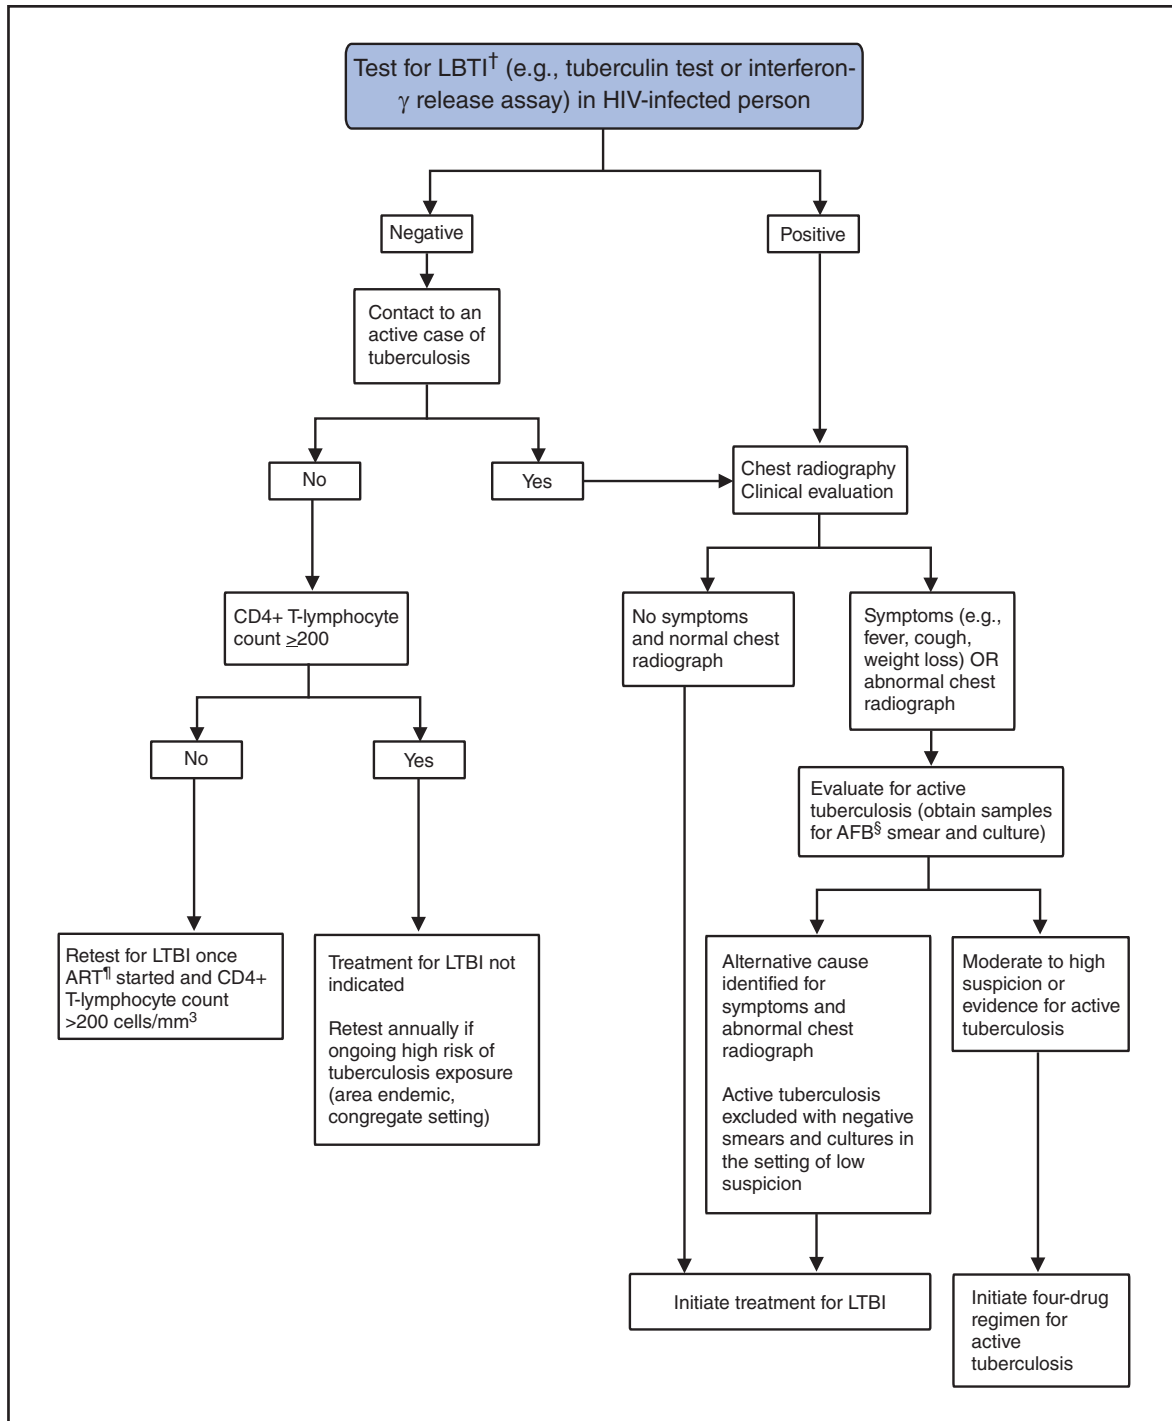 Test for LBTI† (e.g., tuberculin test or interferon-
γ release assay) in HIV-infected person
Negative
Positive
Contact to an
active case of
tuberculosis
No
Yes
Chest radiography
Clinical evaluation
CD4+ T-lymphocyte
count ≥200
No symptoms
and normal chest
radiograph
Symptoms (e.g.,
fever, cough,
weight loss) OR
abnormal chest
radiograph
No
Yes
Evaluate for active
tuberculosis (obtain samples
for AFB§ smear and culture)
Retest for LTBI once
ART¶ started and CD4+
T-lymphocyte count
>200 cells/mm³
Treatment for LTBI not
indicated
Retest annually if
ongoing high risk of
tuberculosis exposure
(area endemic,
congregate setting)
Alternative cause
identified for
symptoms and
abnormal chest
radiograph
Active tuberculosis
excluded with negative
smears and cultures in
the setting of low
suspicion
Moderate to high
suspicion or
evidence for active
tuberculosis
Initiate treatment for LTBI
Initiate four-drug
regimen for
active
tuberculosis